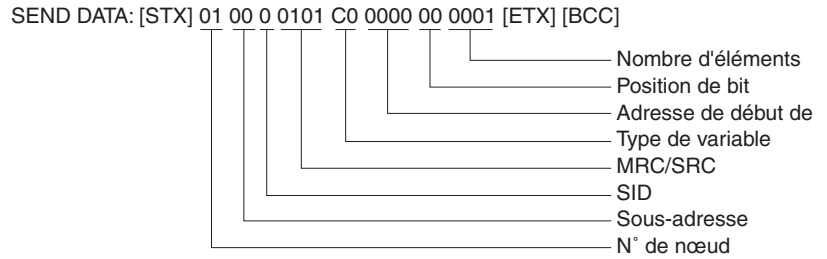 SEND DATA: [STX] 01 00 0 0101 C0 0000 00 0001 [ETX] [BCC]
Nombre d'éléments
Position de bit
Adresse de début de
Type de variable
MRC/SRC
SID
Sous-adresse
N˚ de nœud